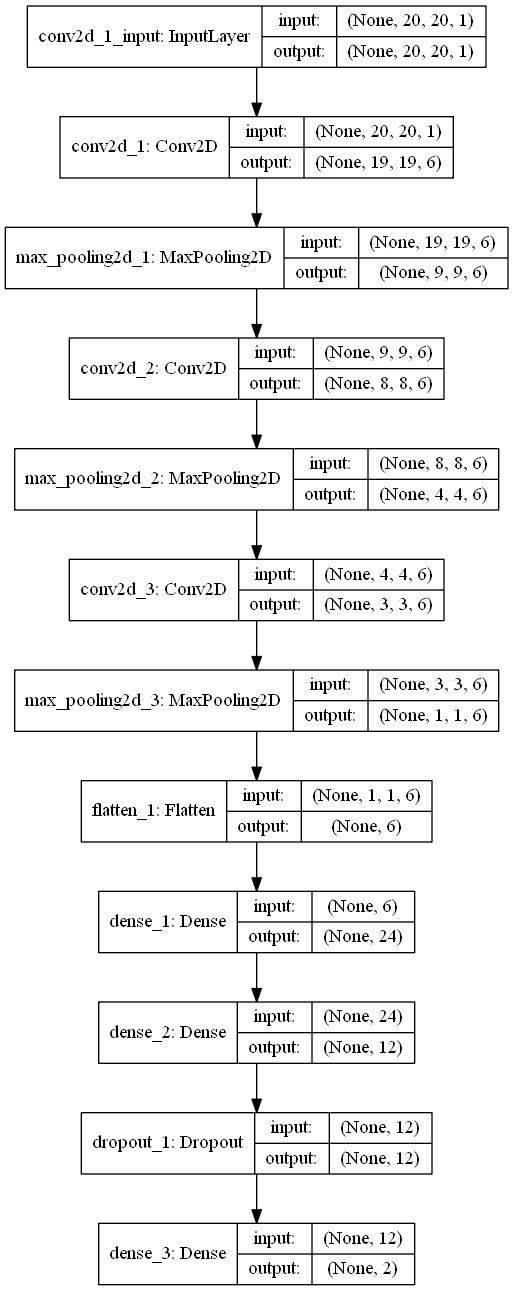 conv2d_1_input: InputLayer
input: (None, 20, 20, 1)
output: (None, 20, 20, 1)
conv2d_1: Conv2D
input: (None, 20, 20, 1)
output: (None, 19, 19, 6)
max_pooling2d_1: MaxPooling2D
input: (None, 19, 19, 6)
output: (None, 9, 9, 6)
conv2d_2: Conv2D
input: (None, 9, 9, 6)
output: (None, 8, 8, 6)
max_pooling2d_2: MaxPooling2D
input: (None, 8, 8, 6)
output: (None, 4, 4, 6)
conv2d_3: Conv2D
input: (None, 4, 4, 6)
output: (None, 3, 3, 6)
max_pooling2d_3: MaxPooling2D
input: (None, 3, 3, 6)
output: (None, 1, 1, 6)
flatten_1: Flatten
input: (None, 1, 1, 6)
output: (None, 6)
dense_1: Dense
input: (None, 6)
output: (None, 24)
dense_2: Dense
input: (None, 24)
output: (None, 12)
dropout_1: Dropout
input: (None, 12)
output: (None, 12)
dense_3: Dense
input: (None, 12)
output: (None, 2)